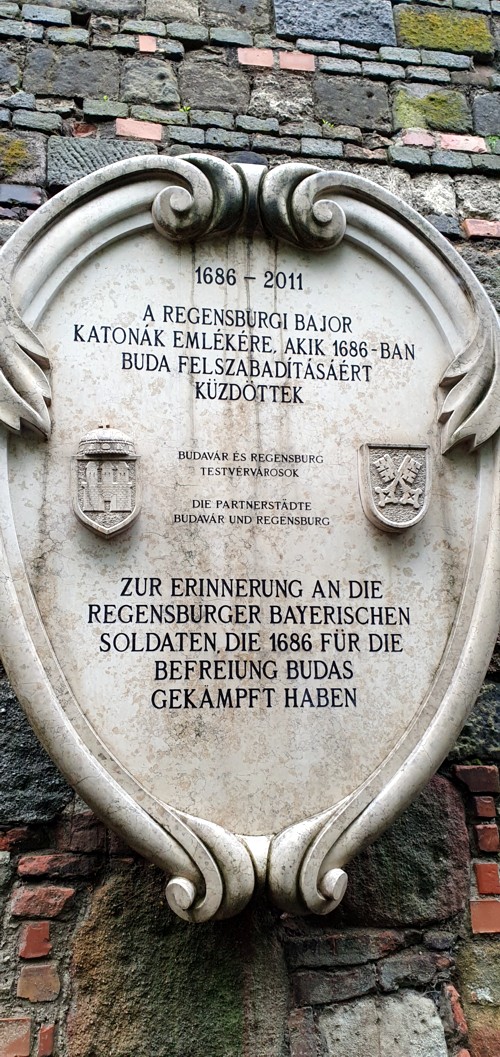 1686 – 2011
A REGENSBURGI BAJOR
KATONÁK EMLÉKÉRE, AKIK 1686-BAN
BUDA FELSZABADÍTÁSÁÉRT
KÜZDÖTTEK
BUDAVÁR ÉS REGENSBURG
TESTVÉRVÁROSOK
DIE PARTNERSTÄDTE
BUDAVÁR UND REGENSBURG
ZUR ERINNERUNG AN DIE
REGENSBURGER BAYERISCHEN
SOLDATEN, DIE 1686 FÜR DIE
BEFREIUNG BUDAS
GEKÄMPFT HABEN